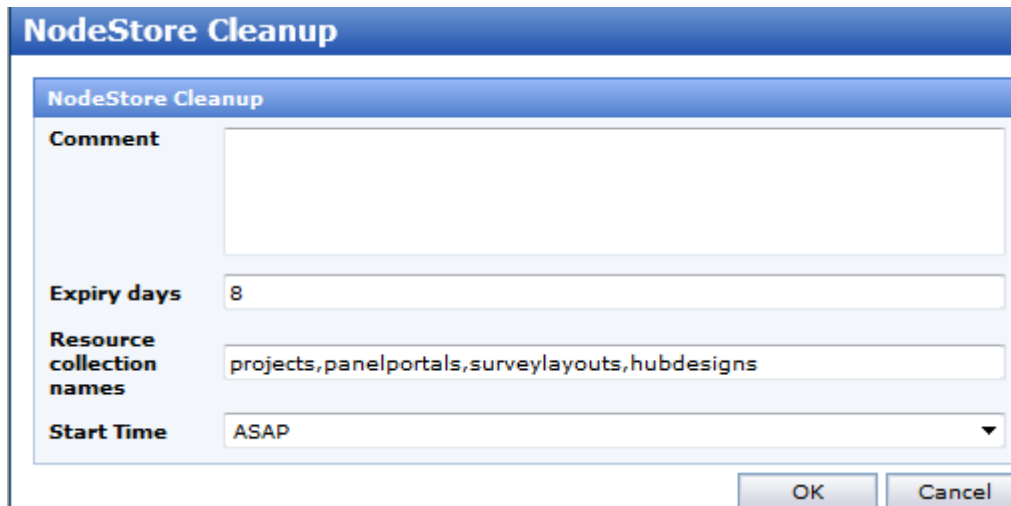 NodeStore Cleanup
NodeStore Cleanup
Comment
Expiry days
8
Resource
collection
names
projects,panelportals,surveylayouts,hubdesigns
Start Time
ASAP
OK
Cancel